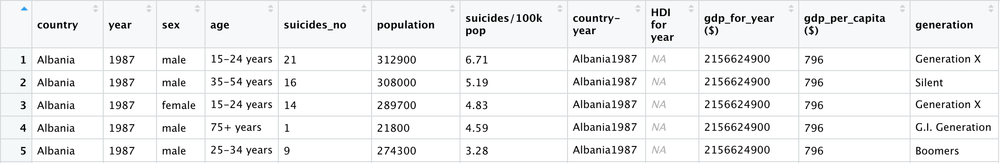 country year sex age suicides_no population suicides/100k pop country-year HDI for year gdp_for_year ($) gdp_per_capita ($) generation
1 Albania 1987 male 15-24 years 21 312900 6.71 Albania1987 NA 2156624900 796 Generation X
2 Albania 1987 male 35-54 years 16 308000 5.19 Albania1987 NA 2156624900 796 Silent
3 Albania 1987 female 15-24 years 14 289700 4.83 Albania1987 NA 2156624900 796 Generation X
4 Albania 1987 male 75+ years 1 21800 4.59 Albania1987 NA 2156624900 796 G.I. Generation
5 Albania 1987 male 25-34 years 9 274300 3.28 Albania1987 NA 2156624900 796 Boomers